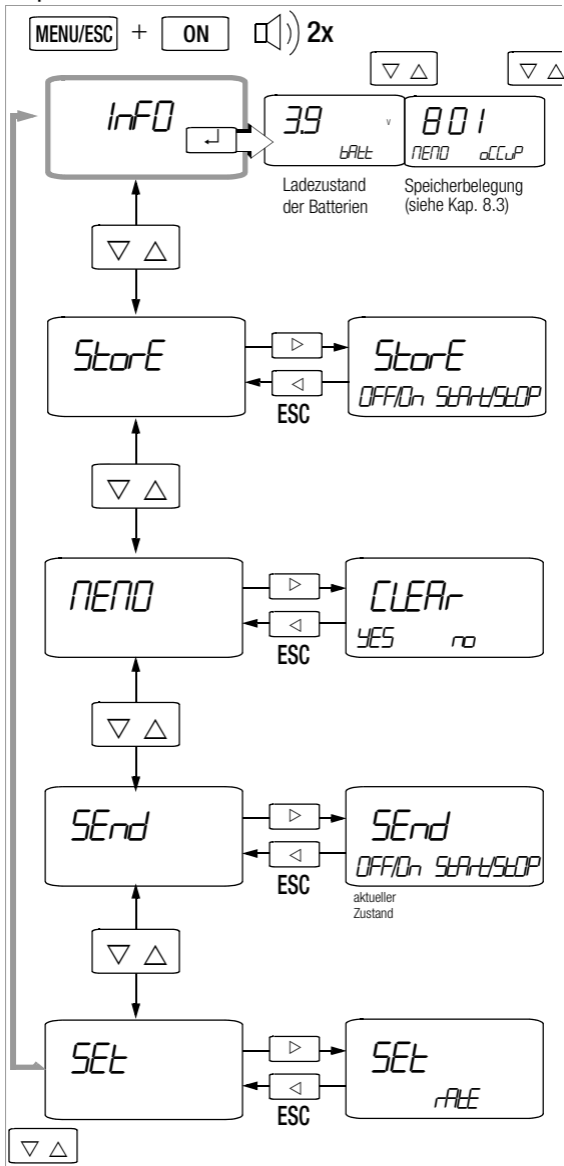 MENU/ESC + ON 2x
InFO
3.9 V
bAtt
801
MEMO oCCuP
Ladezustand
der Batterien
Speicherbelegung
(siehe Kap. 8.3)
StorE
StorE
OFF/On StArt/StOP
ESC
MEMO
CLEAr
YES no
ESC
SEnd
SEnd
OFF/On StArt/StOP
ESC
aktueller
Zustand
SEt
SEt
rAtE
ESC